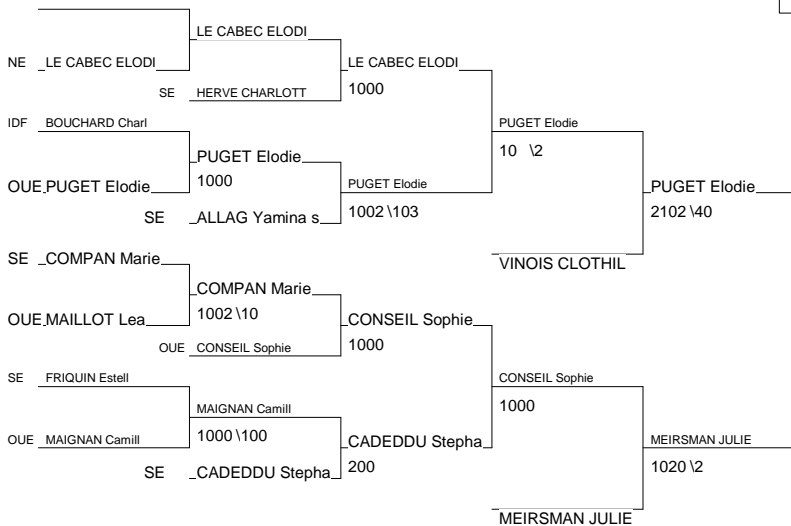 LE CABEC ELODI
NE LE CABEC ELODI LE CABEC ELODI
SE HERVE CHARLOTT 1000
IDF BOUCHARD Charl PUGET Elodie
PUGET Elodie 10 \2
OUE PUGET Elodie 1000 PUGET Elodie PUGET Elodie
SE ALLAG Yamina s 1002 \103 2102 \40
SE COMPAN Marie VINOIS CLOTHIL
COMPAN Marie
OUE MAILLOT Lea 1002 \10 CONSEIL Sophie
OUE CONSEIL Sophie 1000
SE FRIQUIN Estell CONSEIL Sophie
MAIGNAN Camill 1000
OUE MAIGNAN Camill 1000 \100 CADEDDU Stepha MEIRSMAN JULIE
SE CADEDDU Stepha 200 1020 \2
MEIRSMAN JULIE